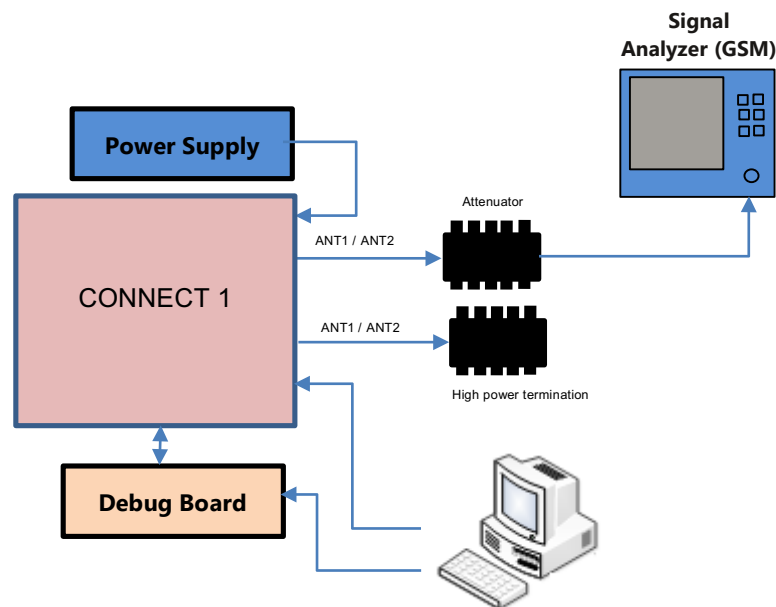 Signal
Analyzer (GSM)
Power Supply
Attenuator
ANT1 / ANT2
CONNECT 1
ANT1 / ANT2
High power termination
Debug Board